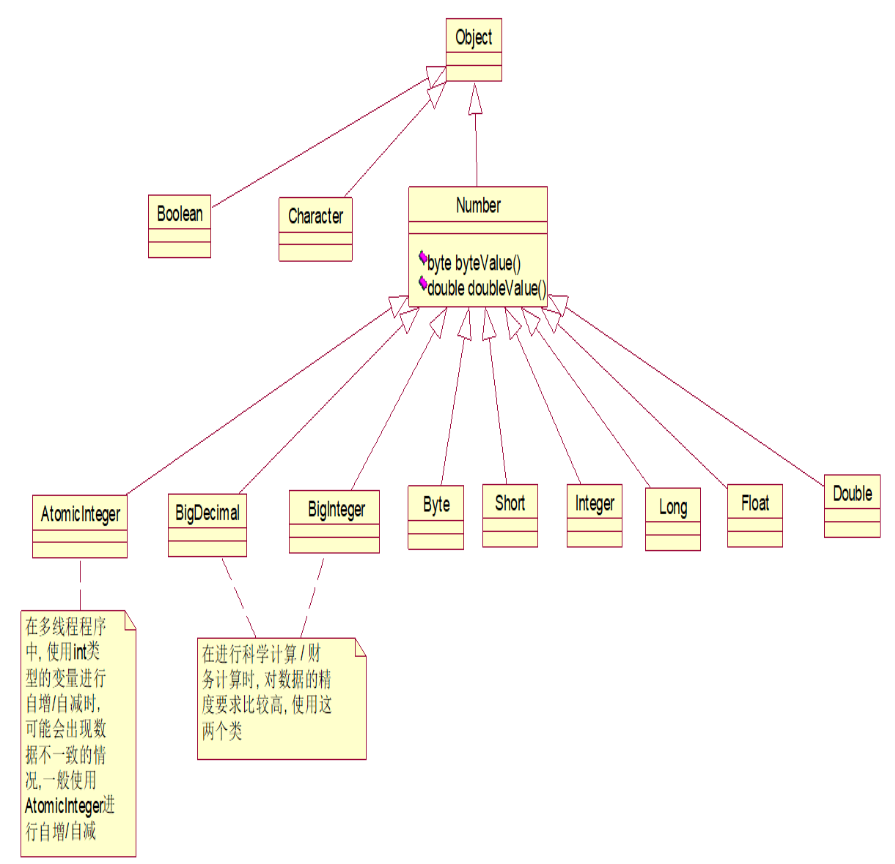 Object
Boolean
Character
Number
byte byteValue()
double doubleValue()
AtomicInteger
BigDecimal
BigInteger
Byte
Short
Integer
Long
Float
Double
在多线程程序
中, 使用int类
型的变量进行
自增/自减时,
可能会出现数
据不一致的情
况,一般使用
AtomicInteger进
行自增/自减
在进行科学计算 / 财
务计算时, 对数据的精
度要求比较高, 使用这
两个类